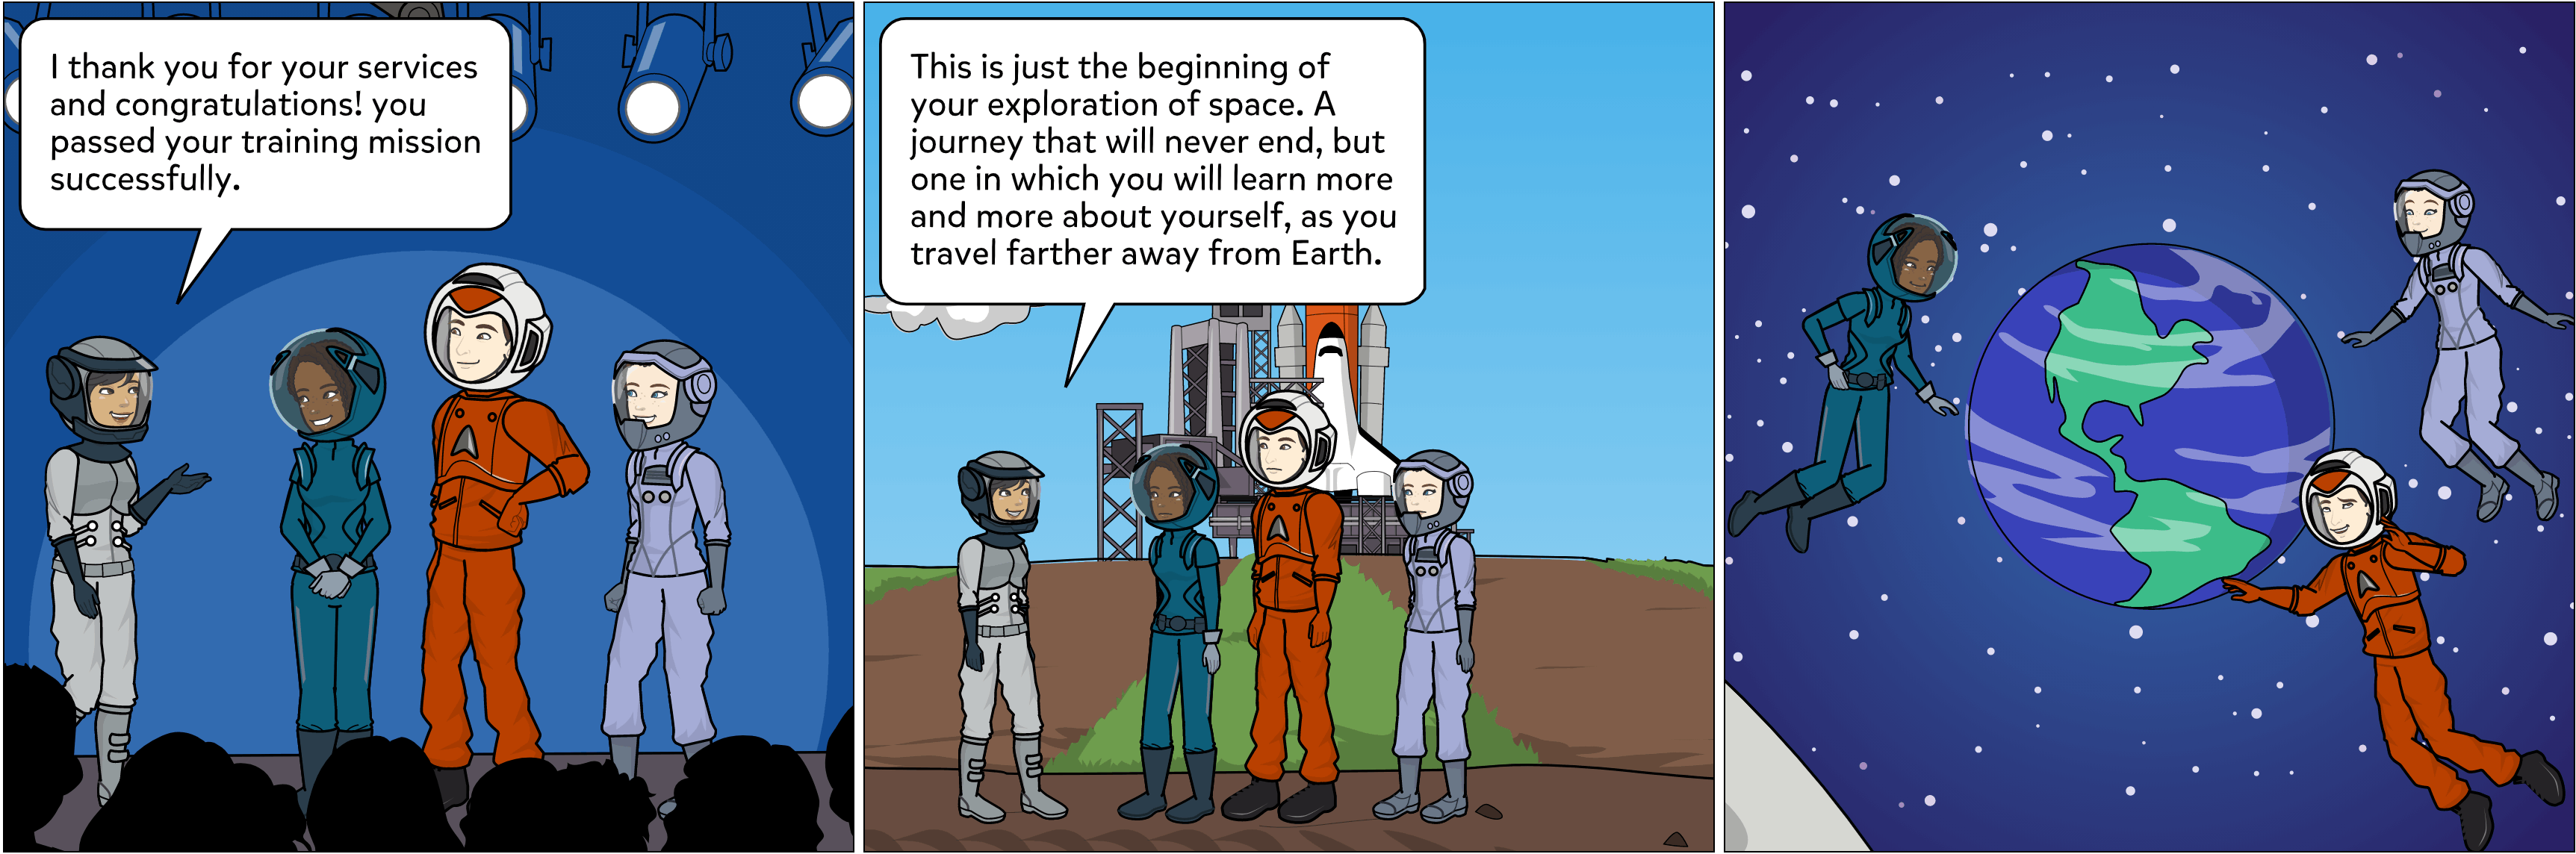 I thank you for your services
and congratulations! you
passed your training mission
successfully.
This is just the beginning of
your exploration of space. A
journey that will never end, but
one in which you will learn more
and more about yourself, as you
travel farther away from Earth.